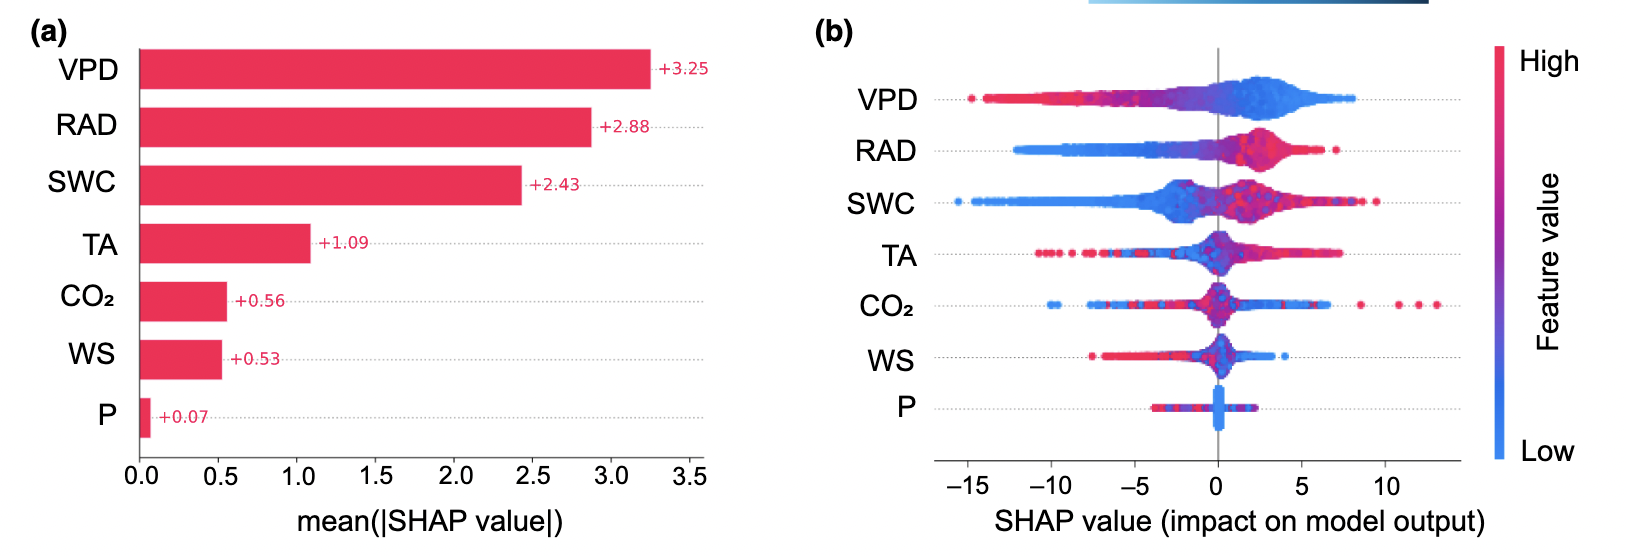 (a)
VPD
+3.25
RAD
+2.88
SWC
+2.43
TA
+1.09
CO₂
+0.56
WS
+0.53
P
+0.07
0.0 0.5 1.0 1.5 2.0 2.5 3.0 3.5
mean(|SHAP value|)
(b)
VPD
RAD
SWC
TA
CO₂
WS
P
–15 –10 –5 0 5 10
SHAP value (impact on model output)
High
Feature value
Low